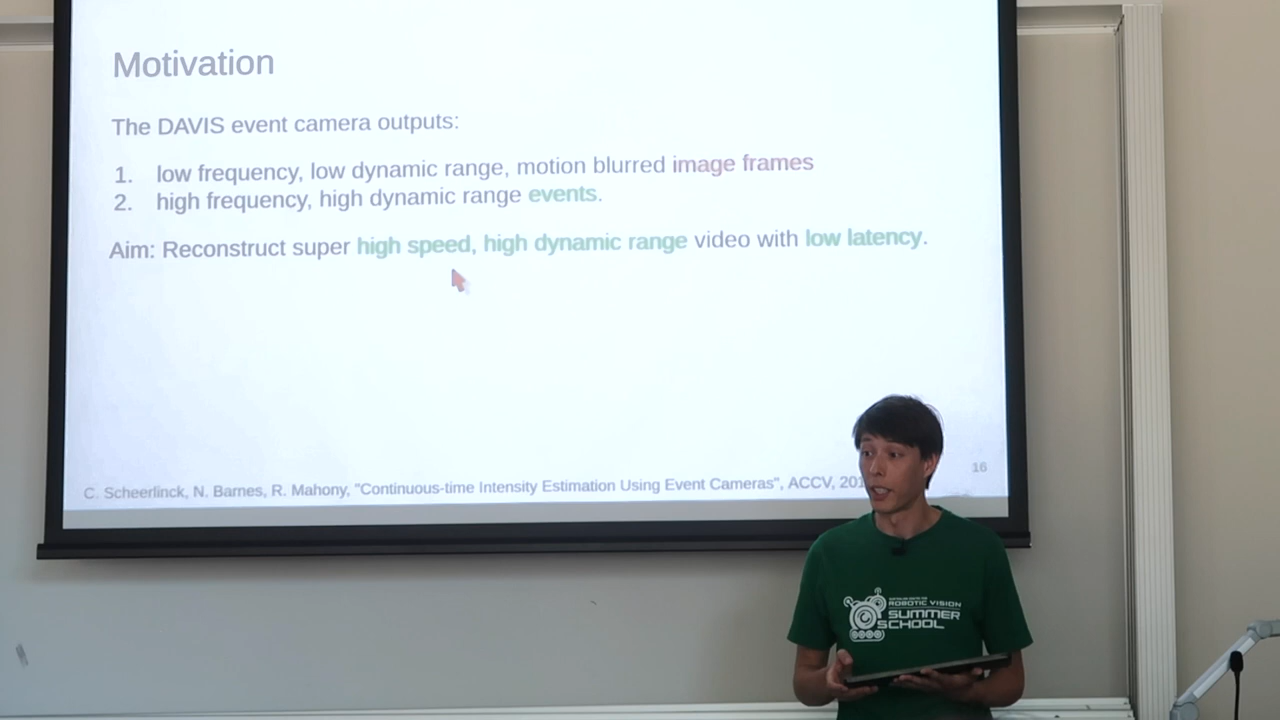 Motivation
The DAVIS event camera outputs:
1. low frequency, low dynamic range, motion blurred image frames
2. high frequency, high dynamic range events.
Aim: Reconstruct super high speed, high dynamic range video with low latency.
C. Scheerlinck, N. Barnes, R. Mahony, "Continuous-time Intensity Estimation Using Event Cameras", ACCV,
16
ROBOTIC VISION
SUMMER
SCHOOL